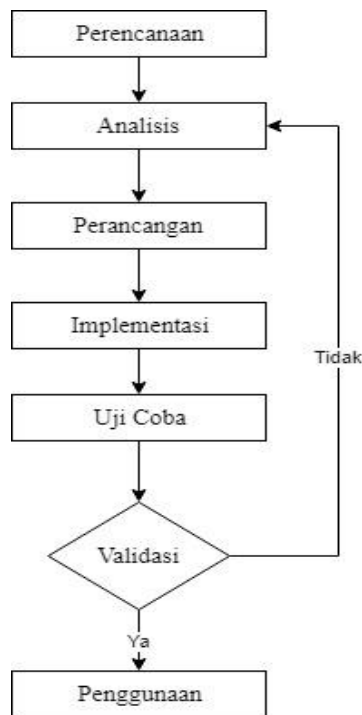 Perencanaan
Analisis
Perancangan
Implementasi
Tidak
Uji Coba
Validasi
Ya
Penggunaan